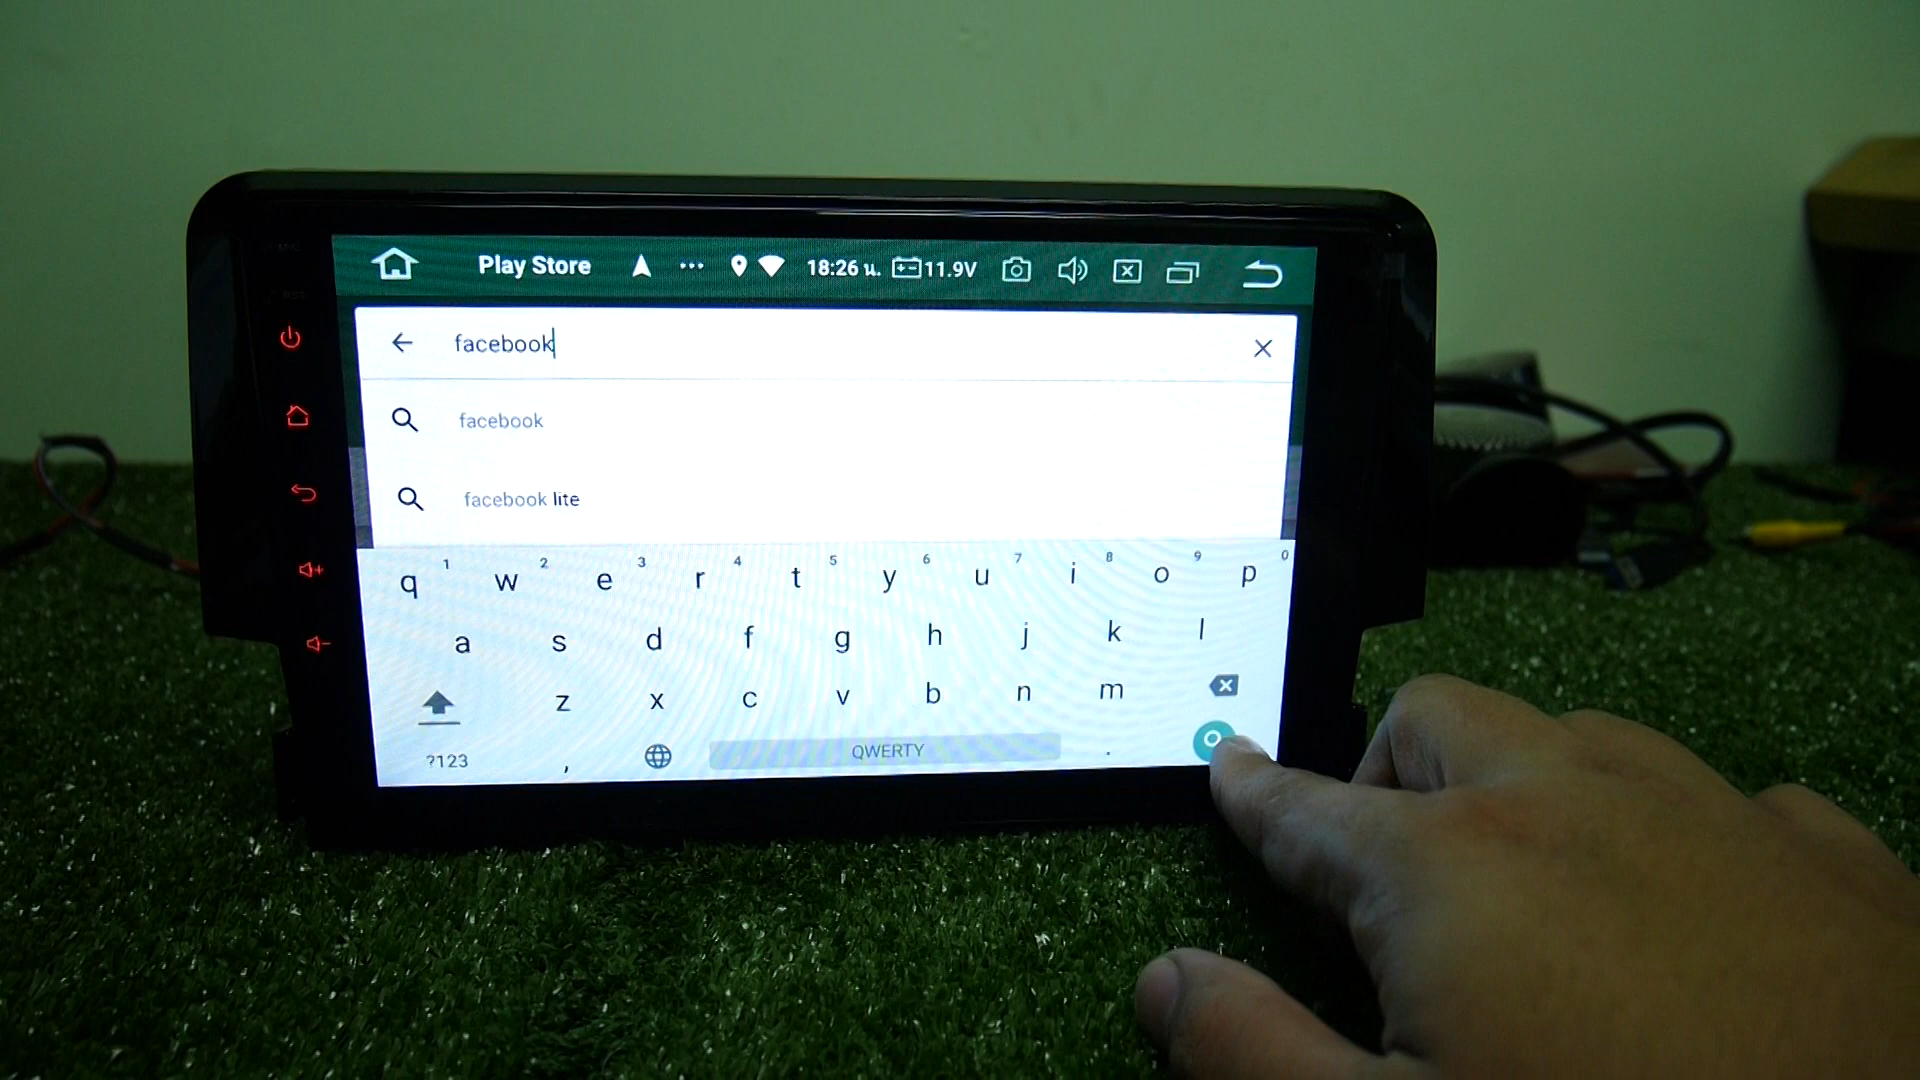 Play Store 18:26 น. 11.9V
facebook
facebook
facebook lite
1 2 3 4 5 6 7 8 9 0
q w e r t y u i o p
a s d f g h j k l
z x c v b n m
?123 , QWERTY .